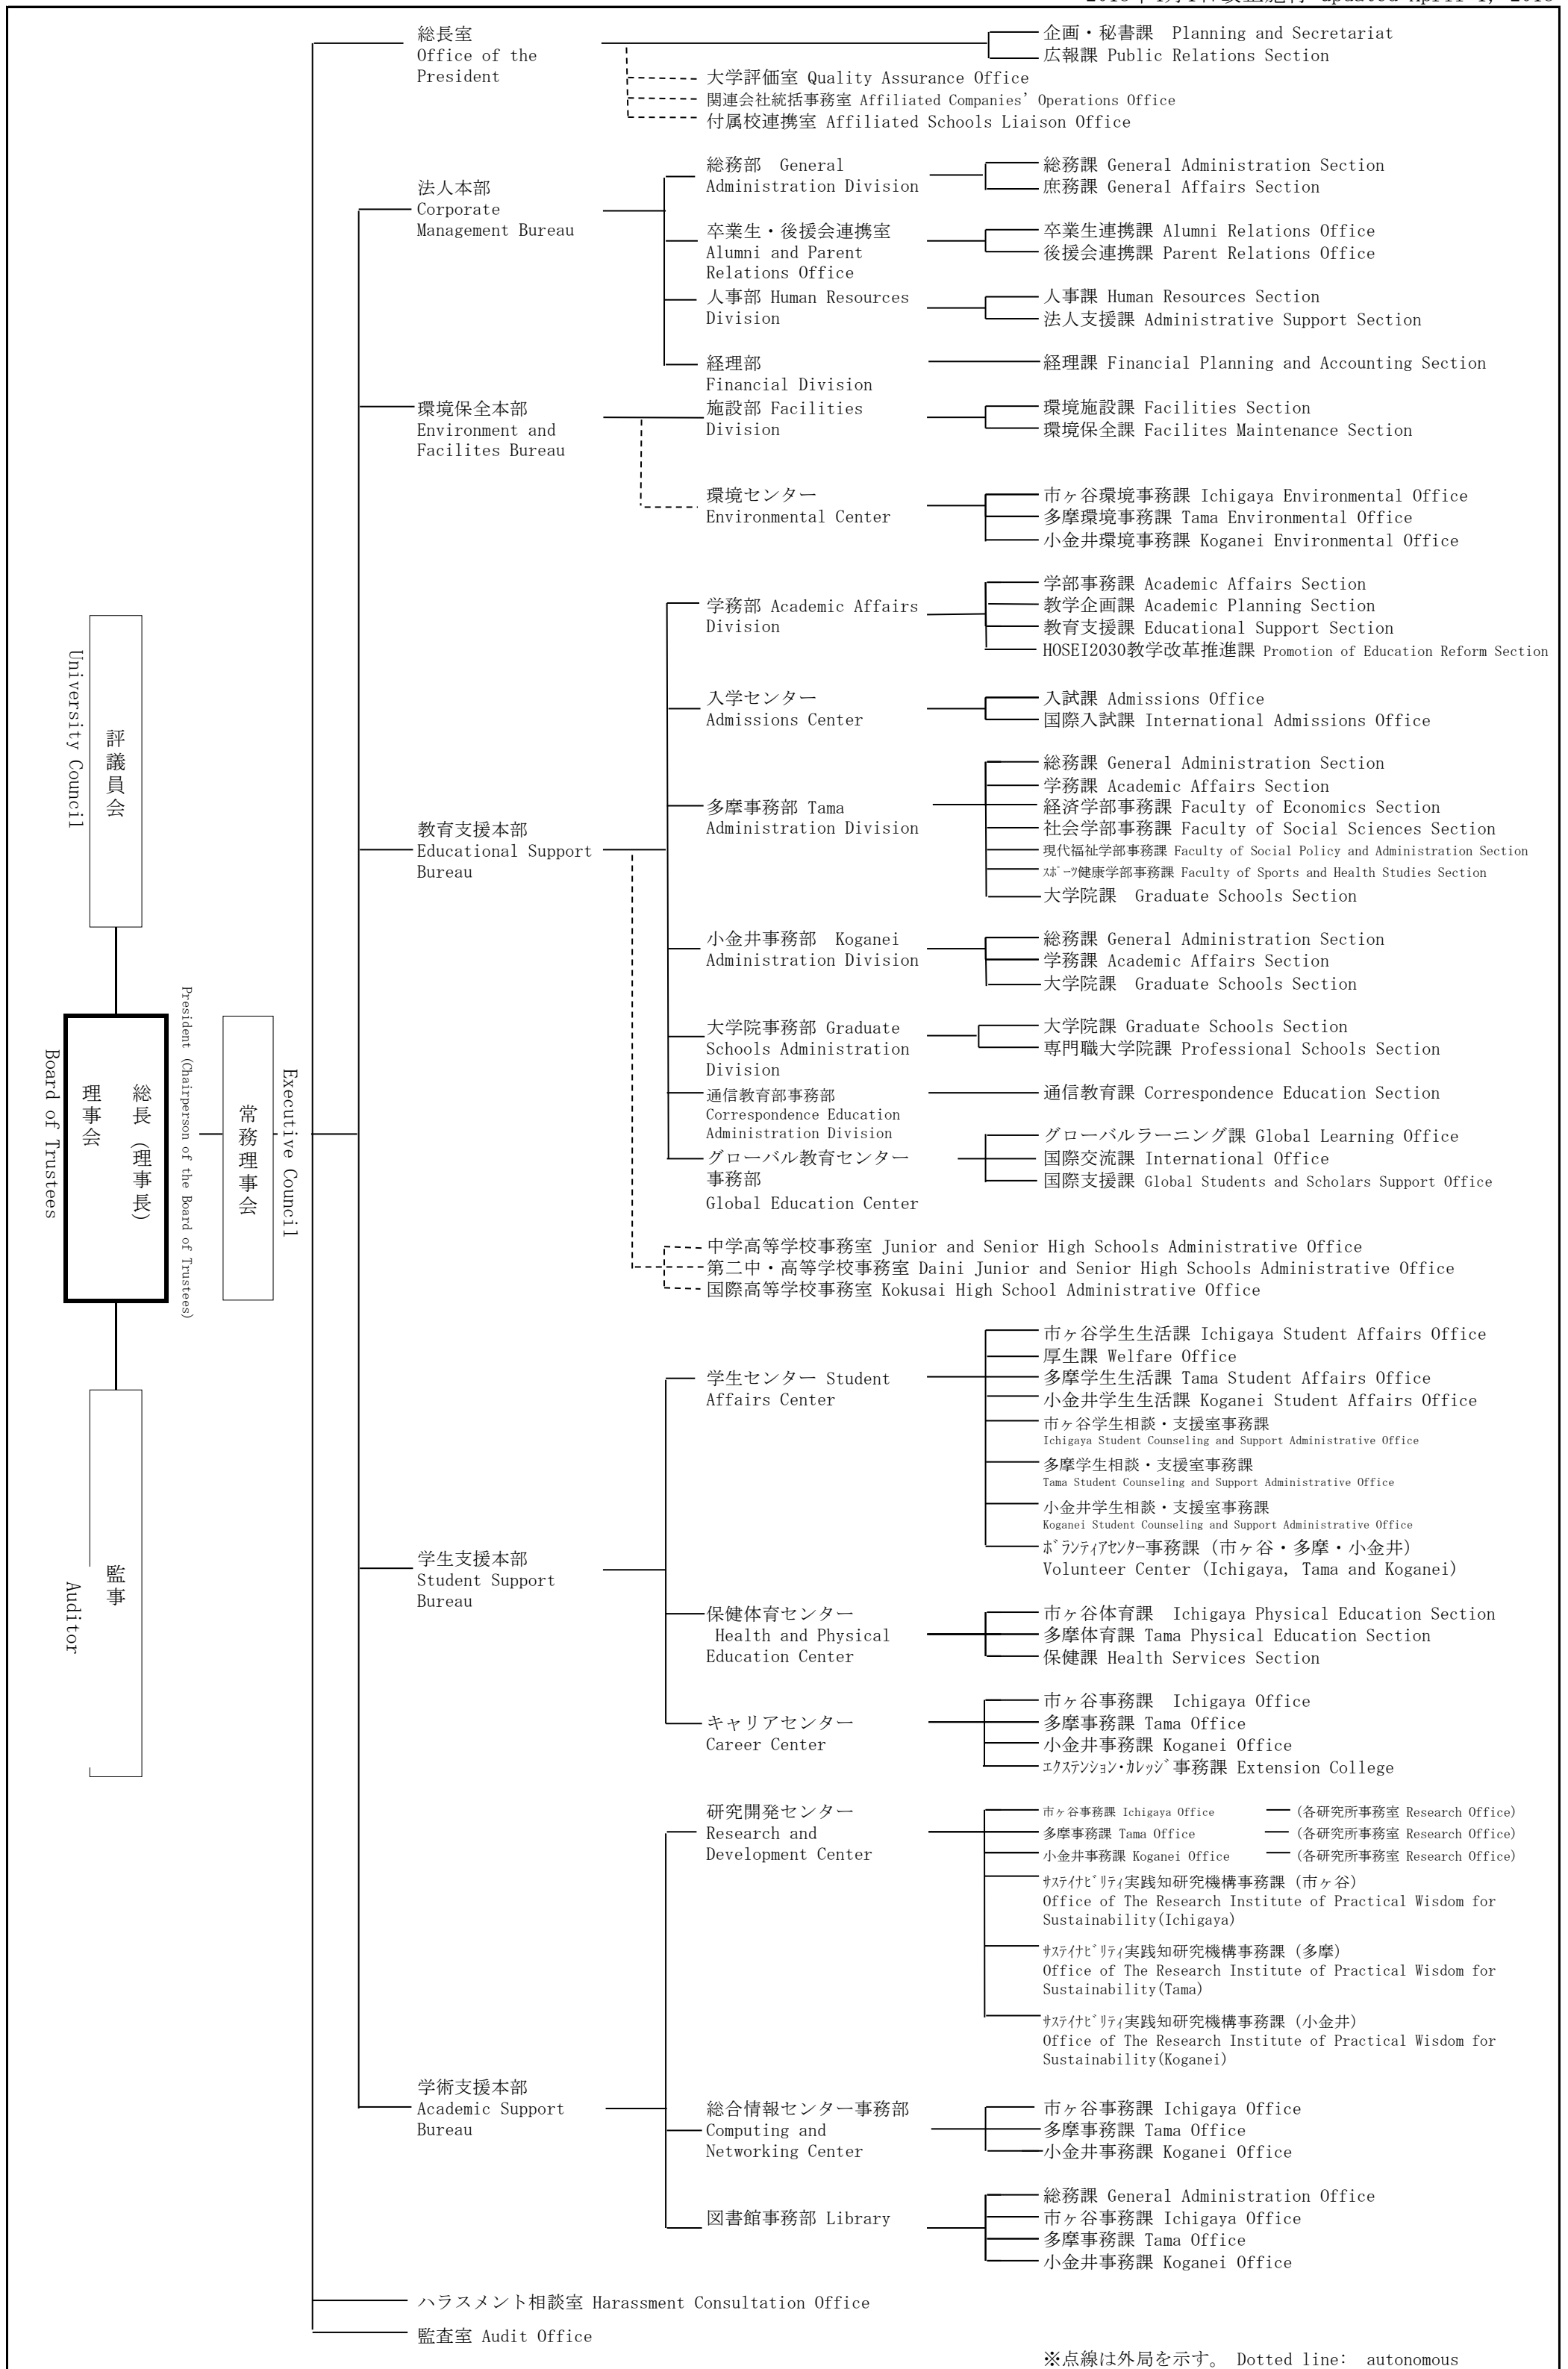 総長室
Office of the
President
企画・秘書課 Planning and Secretariat
広報課 Public Relations Section
大学評価室 Quality Assurance Office
関連会社統括事務室 Affiliated Companies' Operations Office
付属校連携室 Affiliated Schools Liaison Office
法人本部
Corporate
Management Bureau
総務部 General
Administration Division
総務課 General Administration Section
庶務課 General Affairs Section
卒業生・後援会連携室
Alumni and Parent
Relations Office
卒業生連携課 Alumni Relations Office
後援会連携課 Parent Relations Office
人事部 Human Resources
Division
人事課 Human Resources Section
法人支援課 Administrative Support Section
経理部
Financial Division
経理課 Financial Planning and Accounting Section
環境保全本部
Environment and
Facilites Bureau
施設部 Facilities
Division
環境施設課 Facilities Section
環境保全課 Facilites Maintenance Section
環境センター
Environmental Center
市ヶ谷環境事務課 Ichigaya Environmental Office
多摩環境事務課 Tama Environmental Office
小金井環境事務課 Koganei Environmental Office
教育支援本部
Educational Support
Bureau
学務部 Academic Affairs
Division
学部事務課 Academic Affairs Section
教学企画課 Academic Planning Section
教育支援課 Educational Support Section
HOSEI2030教学改革推進課 Promotion of Education Reform Section
入学センター
Admissions Center
入試課 Admissions Office
国際入試課 International Admissions Office
多摩事務部 Tama
Administration Division
総務課 General Administration Section
学務課 Academic Affairs Section
経済学部事務課 Faculty of Economics Section
社会学部事務課 Faculty of Social Sciences Section
現代福祉学部事務課 Faculty of Social Policy and Administration Section
ｽﾎﾟｰﾂ健康学部事務課 Faculty of Sports and Health Studies Section
大学院課 Graduate Schools Section
小金井事務部 Koganei
Administration Division
総務課 General Administration Section
学務課 Academic Affairs Section
大学院課 Graduate Schools Section
大学院事務部 Graduate
Schools Administration
Division
大学院課 Graduate Schools Section
専門職大学院課 Professional Schools Section
通信教育部事務部
Correspondence Education
Administration Division
通信教育課 Correspondence Education Section
グローバル教育センター
事務部
Global Education Center
グローバルラーニング課 Global Learning Office
国際交流課 International Office
国際支援課 Global Students and Scholars Support Office
中学高等学校事務室 Junior and Senior High Schools Administrative Office
第二中・高等学校事務室 Daini Junior and Senior High Schools Administrative Office
国際高等学校事務室 Kokusai High School Administrative Office
University Council
評議員会
Board of Trustees
理事会
総長（理事長）
President (Chairperson of the Board of Trustees)
常務理事会
Executive Council
監事
Auditor
学生支援本部
Student Support
Bureau
学生センター Student
Affairs Center
市ヶ谷学生生活課 Ichigaya Student Affairs Office
厚生課 Welfare Office
多摩学生生活課 Tama Student Affairs Office
小金井学生生活課 Koganei Student Affairs Office
市ヶ谷学生相談・支援室事務課
Ichigaya Student Counseling and Support Administrative Office
多摩学生相談・支援室事務課
Tama Student Counseling and Support Administrative Office
小金井学生相談・支援室事務課
Koganei Student Counseling and Support Administrative Office
ﾎﾞﾗﾝﾃｨｱｾﾝﾀｰ事務課（市ヶ谷・多摩・小金井）
Volunteer Center (Ichigaya, Tama and Koganei)
保健体育センター
Health and Physical
Education Center
市ヶ谷体育課 Ichigaya Physical Education Section
多摩体育課 Tama Physical Education Section
保健課 Health Services Section
キャリアセンター
Career Center
市ヶ谷事務課 Ichigaya Office
多摩事務課 Tama Office
小金井事務課 Koganei Office
ｴｸｽﾃﾝｼｮﾝ・ｶﾚｯｼﾞ事務課 Extension College
学術支援本部
Academic Support
Bureau
研究開発センター
Research and
Development Center
市ヶ谷事務課 Ichigaya Office (各研究所事務室 Research Office)
多摩事務課 Tama Office (各研究所事務室 Research Office)
小金井事務課 Koganei Office (各研究所事務室 Research Office)
ｻｽﾃｲﾅﾋﾞﾘﾃｨ実践知研究機構事務課（市ヶ谷）
Office of The Research Institute of Practical Wisdom for
Sustainability(Ichigaya)
ｻｽﾃｲﾅﾋﾞﾘﾃｨ実践知研究機構事務課（多摩）
Office of The Research Institute of Practical Wisdom for
Sustainability(Tama)
ｻｽﾃｲﾅﾋﾞﾘﾃｨ実践知研究機構事務課（小金井）
Office of The Research Institute of Practical Wisdom for
Sustainability(Koganei)
総合情報センター事務部
Computing and
Networking Center
市ヶ谷事務課 Ichigaya Office
多摩事務課 Tama Office
小金井事務課 Koganei Office
図書館事務部 Library
総務課 General Administration Office
市ヶ谷事務課 Ichigaya Office
多摩事務課 Tama Office
小金井事務課 Koganei Office
ハラスメント相談室 Harassment Consultation Office
監査室 Audit Office
※点線は外局を示す。 Dotted line: autonomous